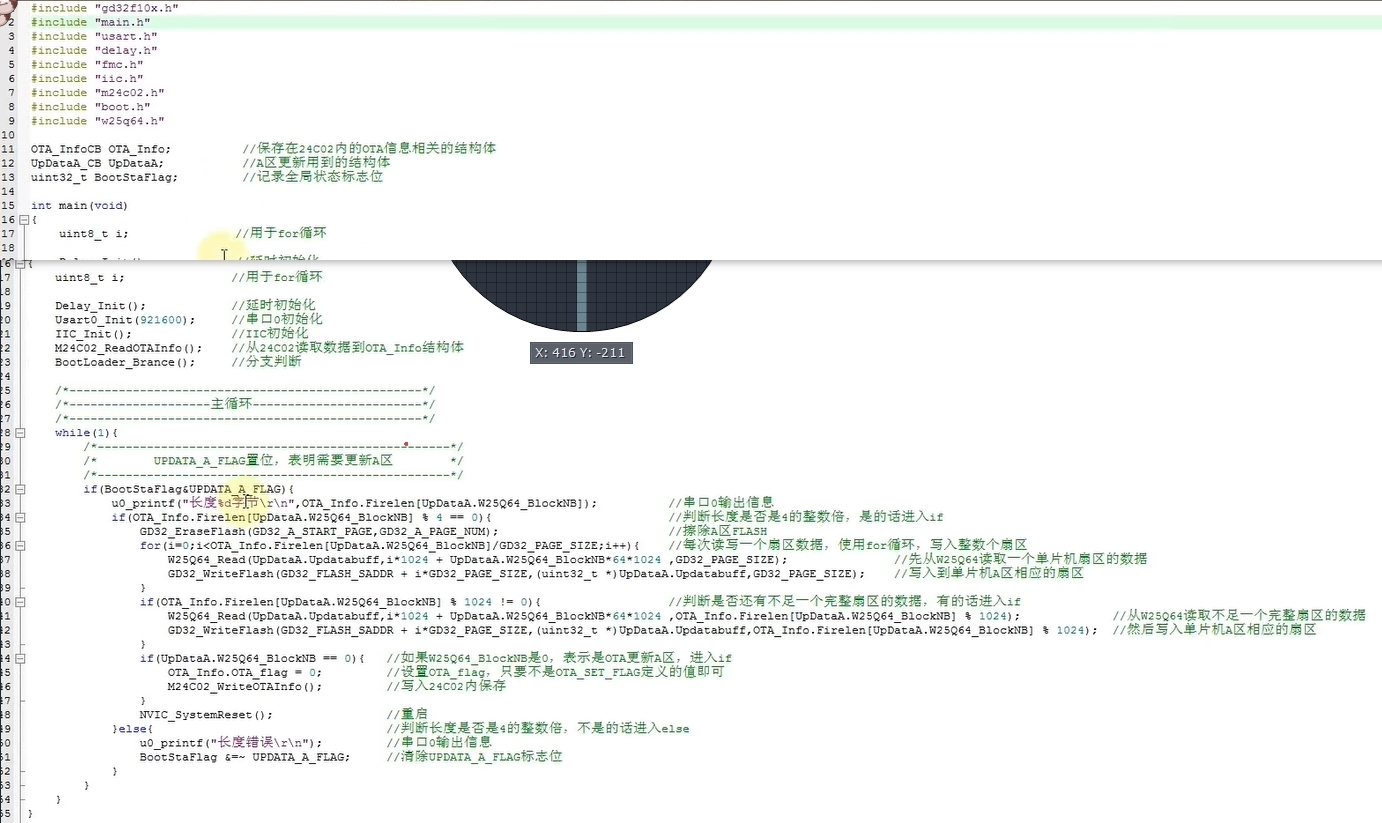 #include "gd32f10x.h"
2 #include "main.h"
3 #include "usart.h"
4 #include "delay.h"
5 #include "fmc.h"
6 #include "iic.h"
7 #include "m24c02.h"
8 #include "boot.h"
9 #include "w25q64.h"
10
11 OTA_InfoCB OTA_Info; //保存在24C02内的OTA信息相关的结构体
12 UpDataA_CB UpDataA; //A区更新用到的结构体
13 uint32_t BootStaFlag; //记录全局状态标志位
14
15 int main(void)
16 {
17 uint8_t i; //用于for循环
18
16 {
17 uint8_t i; //用于for循环
18
19 Delay_Init(); //延时初始化
20 Usart0_Init(921600); //串口0初始化
21 IIC_Init(); //IIC初始化
22 M24C02_ReadOTAInfo(); //从24C02读取数据到OTA_Info结构体
23 BootLoader_Brance(); //分支判断
24
25 /*--------------------------------------------------*/
26 /*--------------------主循环------------------------*/
27 /*--------------------------------------------------*/
28 while(1){
29 /*--------------------------------------------------*/
30 /* UPDATA_A_FLAG置位，表明需要更新A区 */
31 /*--------------------------------------------------*/
32 if(BootStaFlag&UPDATA_A_FLAG){
33 u0_printf("长度%d字节\r\n",OTA_Info.Firelen[UpDataA.W25Q64_BlockNB]); //串口0输出信息
34 if(OTA_Info.Firelen[UpDataA.W25Q64_BlockNB] % 4 == 0){ //判断长度是否是4的整数倍，是的话进入if
35 GD32_EraseFlash(GD32_A_START_PAGE,GD32_A_PAGE_NUM); //擦除A区FLASH
36 for(i=0;i<OTA_Info.Firelen[UpDataA.W25Q64_BlockNB]/GD32_PAGE_SIZE;i++){ //每次读写一个扇区数据，使用for循环，写入整数个扇区
37 W25Q64_Read(UpDataA.Updatabuff,i*1024 + UpDataA.W25Q64_BlockNB*64*1024 ,GD32_PAGE_SIZE); //先从W25Q64读取一个单片机扇区的数据
38 GD32_WriteFlash(GD32_FLASH_SADDR + i*GD32_PAGE_SIZE,(uint32_t *)UpDataA.Updatabuff,GD32_PAGE_SIZE); //写入到单片机A区相应的扇区
39 }
40 if(OTA_Info.Firelen[UpDataA.W25Q64_BlockNB] % 1024 != 0){ //判断是否还有不足一个完整扇区的数据，有的话进入if
41 W25Q64_Read(UpDataA.Updatabuff,i*1024 + UpDataA.W25Q64_BlockNB*64*1024 ,OTA_Info.Firelen[UpDataA.W25Q64_BlockNB] % 1024); //从W25Q64读取不足一个完整扇区的数据
42 GD32_WriteFlash(GD32_FLASH_SADDR + i*GD32_PAGE_SIZE,(uint32_t *)UpDataA.Updatabuff,OTA_Info.Firelen[UpDataA.W25Q64_BlockNB] % 1024); //然后写入单片机A区相应的扇区
43 }
44 if(UpDataA.W25Q64_BlockNB == 0){ //如果W25Q64_BlockNB是0，表示是OTA更新A区，进入if
45 OTA_Info.OTA_flag = 0; //设置OTA_flag，只要不是OTA_SET_FLAG定义的值即可
46 M24C02_WriteOTAInfo(); //写入24C02内保存
47 }
48 NVIC_SystemReset(); //重启
49 }else{ //判断长度是否是4的整数倍，不是的话进入else
50 u0_printf("长度错误\r\n"); //串口0输出信息
51 BootStaFlag &=~ UPDATA_A_FLAG; //清除UPDATA_A_FLAG标志位
52 }
53 }
54 }
55 }
X: 416 Y: -211